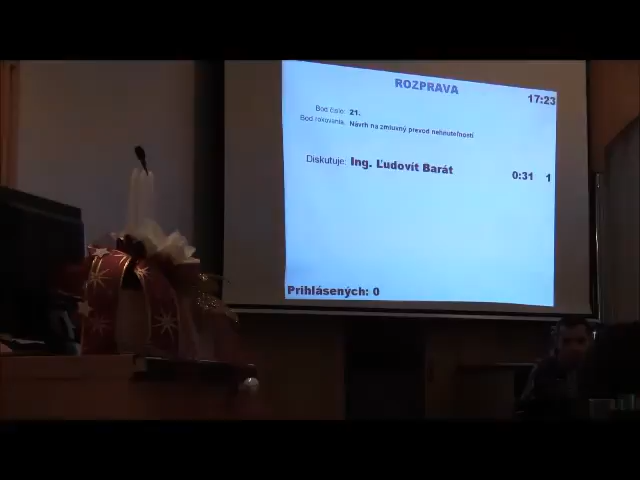 ROZPRAVA
17:23
Bod číslo: 21.
Bod rokovania: Návrh na zmluvný prevod nehnuteľností
Diskutuje: Ing. Ľudovít Barát 0:31 1
Prihlásených: 0